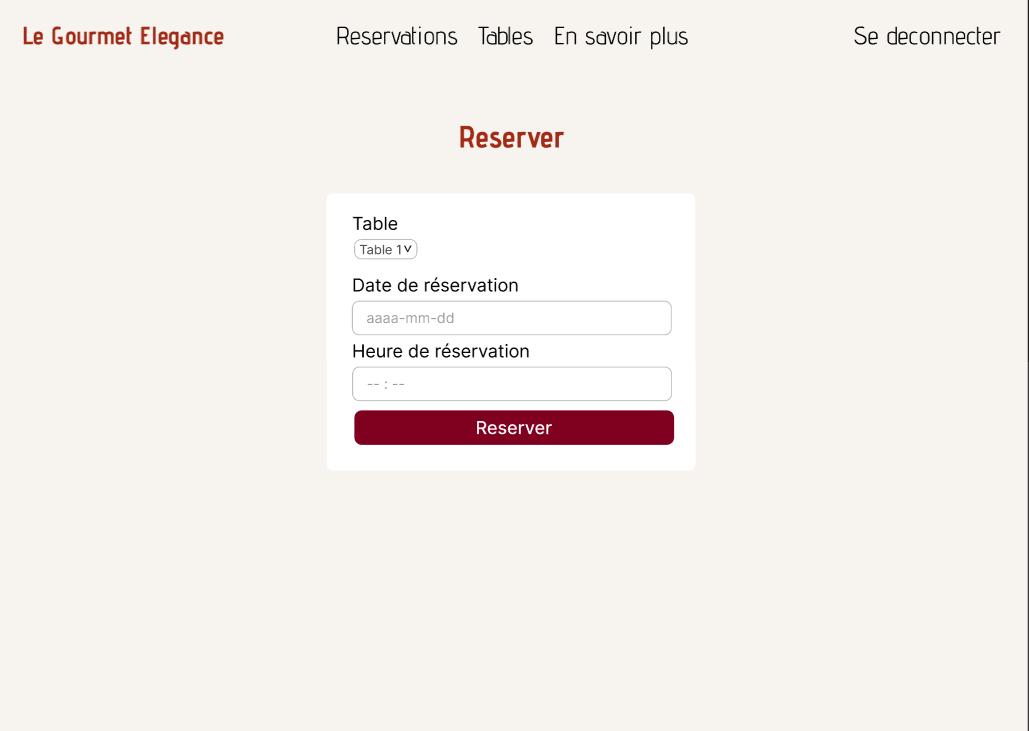 Le Gourmet Elegance
Reservations Tables En savoir plus
Se deconnecter
Reserver
Table
Table 1
Date de réservation
aaaa-mm-dd
Heure de réservation
-- : --
Reserver